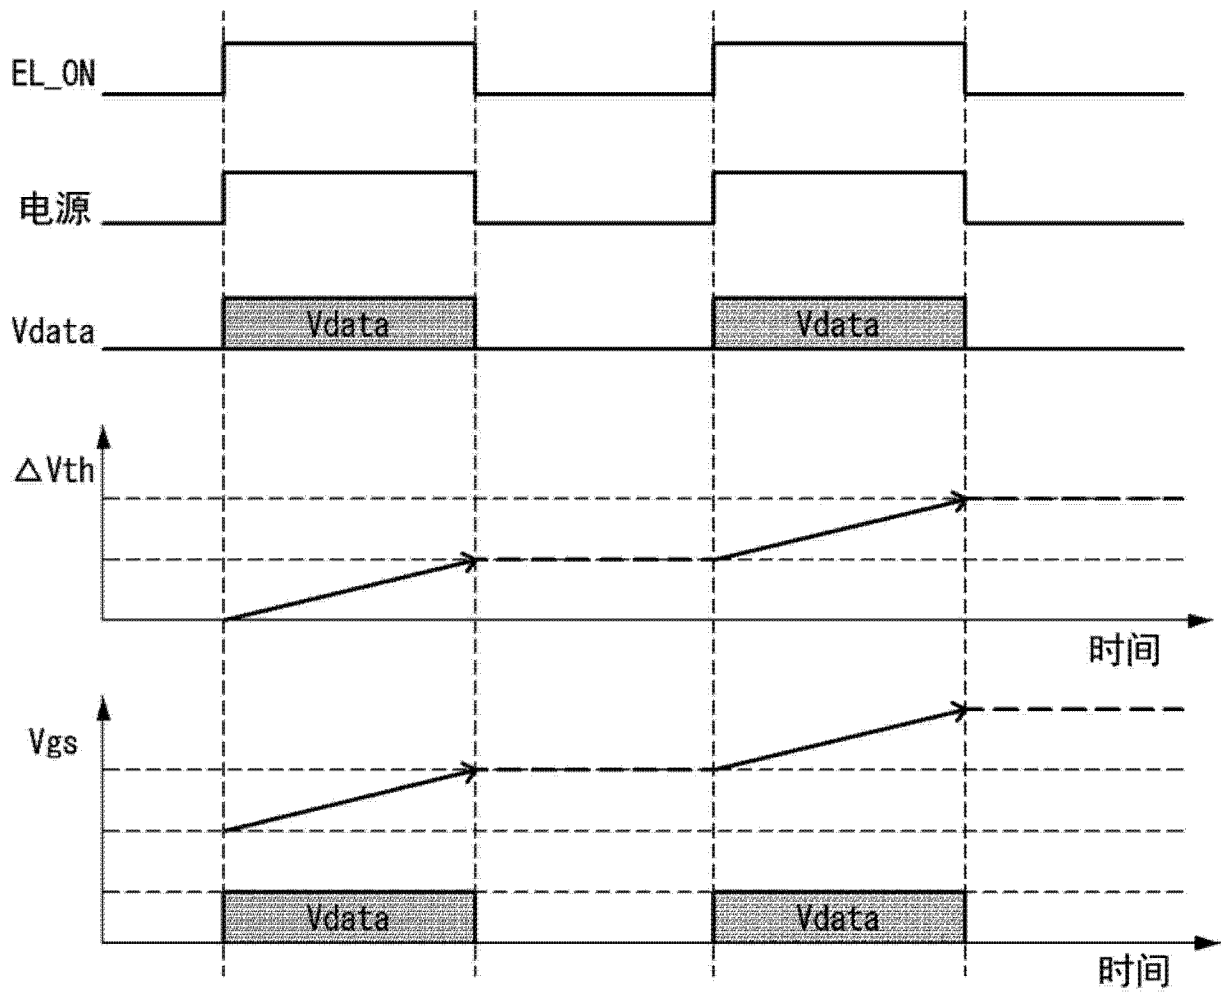 EL_ON
电源
Vdata
Vdata
Vdata
△Vth
时间
Vgs
Vdata
Vdata
时间